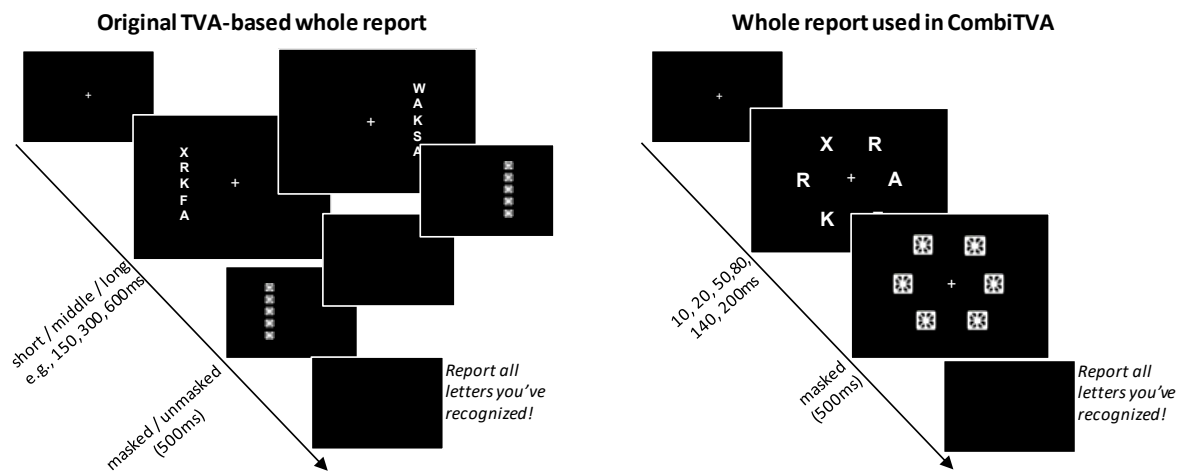 Original TVA-based whole report
+
X
R
K
F
A
+
W
A
K
S
A
+
short / middle / long
e.g., 150, 300, 600ms
masked / unmasked
(500ms)
Report all
letters you've
recognized!
Whole report used in CombiTVA
+
X R
R + A
K
+
10, 20, 50,80,
140, 200ms
masked
(500ms)
Report all
letters you've
recognized!